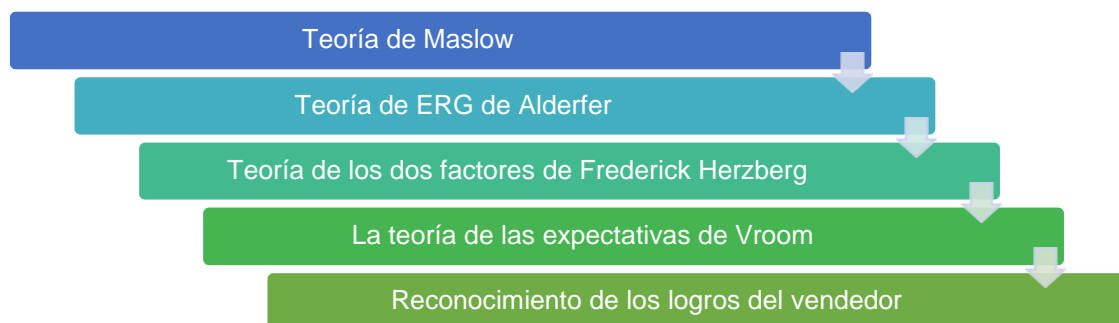 Teoría de Maslow
Teoría de ERG de Alderfer
Teoría de los dos factores de Frederick Herzberg
La teoría de las expectativas de Vroom
Reconocimiento de los logros del vendedor